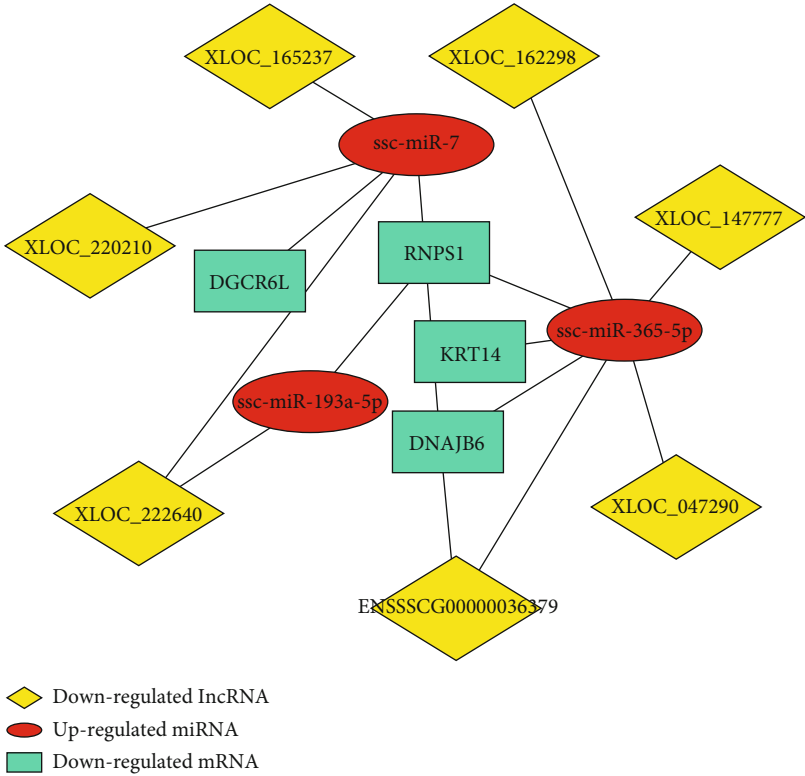 XLOC_165237
XLOC_162298
ssc-miR-7
XLOC_147777
XLOC_220210
RNPS1
DGCR6L
ssc-miR-365-5p
KRT14
ssc-miR-193a-5p
DNAJB6
XLOC_222640
XLOC_047290
ENSSSCG00000036379
Down-regulated IncRNA
Up-regulated miRNA
Down-regulated mRNA